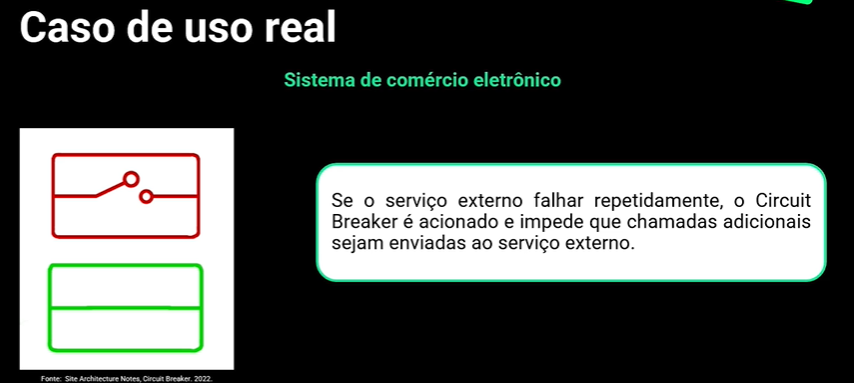 Caso de uso real
Sistema de comércio eletrônico
Se o serviço externo falhar repetidamente, o Circuit
Breaker é acionado e impede que chamadas adicionais
sejam enviadas ao serviço externo.
Fonte: Site Architecture Notes, Circuit Breaker. 2022.